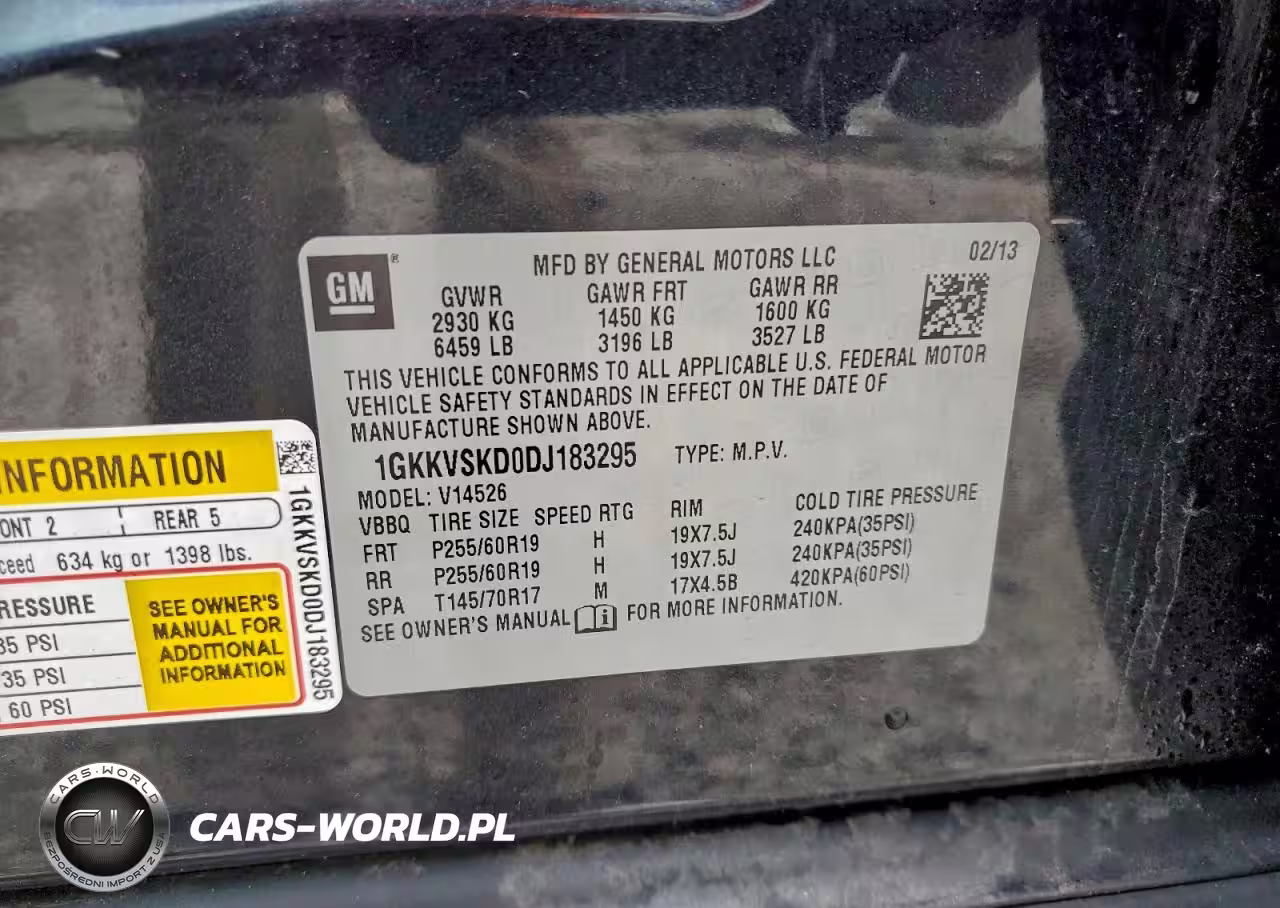 GM
®
MFD BY GENERAL MOTORS LLC
02/13
GVWR GAWR FRT GAWR RR
2930 KG 1450 KG 1600 KG
6459 LB 3196 LB 3527 LB
THIS VEHICLE CONFORMS TO ALL APPLICABLE U.S. FEDERAL MOTOR
VEHICLE SAFETY STANDARDS IN EFFECT ON THE DATE OF
MANUFACTURE SHOWN ABOVE.
1GKKVSKD0DJ183295 TYPE: M.P.V.
MODEL: V14526
VBBQ TIRE SIZE SPEED RTG RIM COLD TIRE PRESSURE
FRT P255/60R19 H 19X7.5J 240KPA(35PSI)
RR P255/60R19 H 19X7.5J 240KPA(35PSI)
SPA T145/70R17 M 17X4.5B 420KPA(60PSI)
SEE OWNER'S MANUAL i FOR MORE INFORMATION.
NFORMATION
ONT 2 REAR 5
ceed 634 kg or 1398 lbs.
RESSURE
35 PSI
35 PSI
60 PSI
SEE OWNER'S
MANUAL FOR
ADDITIONAL
INFORMATION
1GKKVSKD0DJ183295
CARS-WORLD
CW
BEZPOŚREDNI IMPORT Z USA
CARS-WORLD.PL